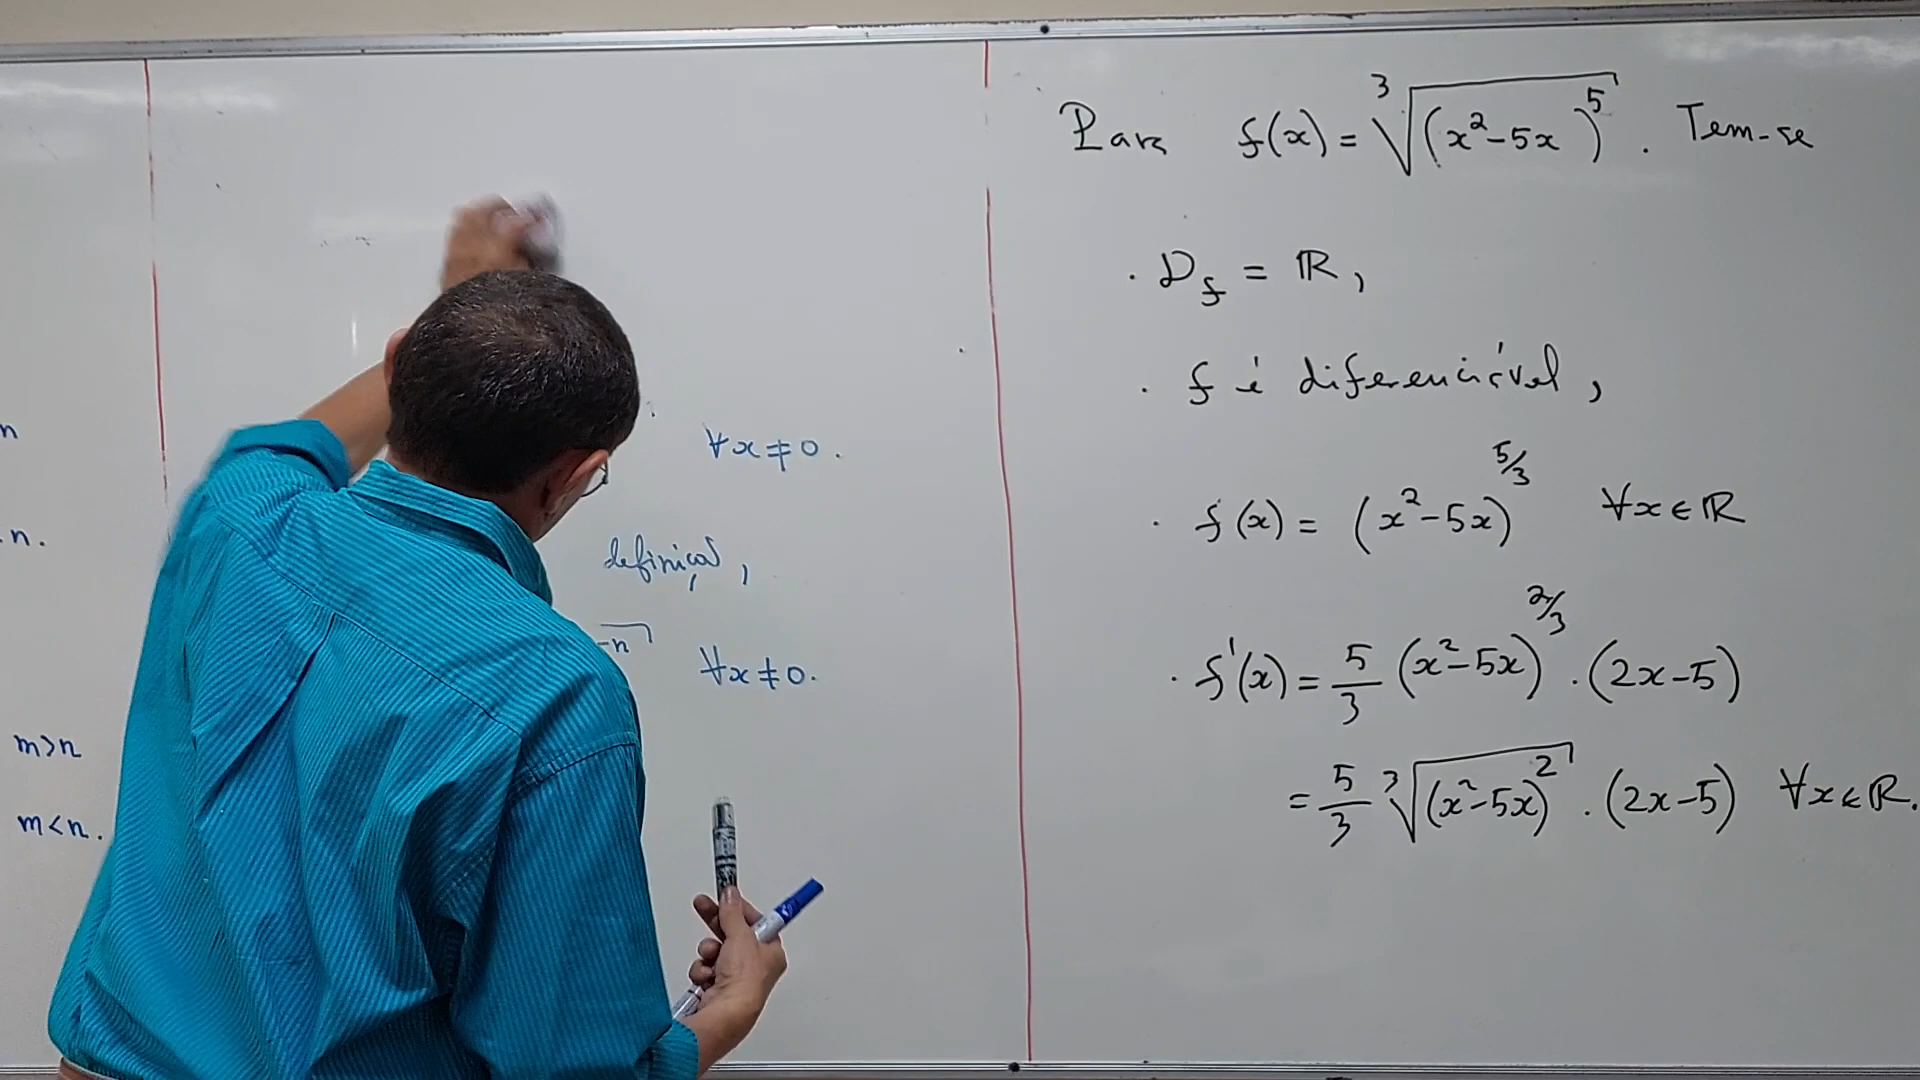 n
n.
m>n
m<n.
∀x≠0.
definição,
-n ∀x≠0.
Para f(x) = ∛(x²-5x)⁵. Tem-se
· D_f = ℝ,
· f é diferenciável,
· f(x) = (x²-5x)^5/3 ∀x∈ℝ
· f'(x) = 5/3 (x²-5x)^2/3 · (2x-5)
= 5/3 ∛(x²-5x)² · (2x-5) ∀x∈ℝ.